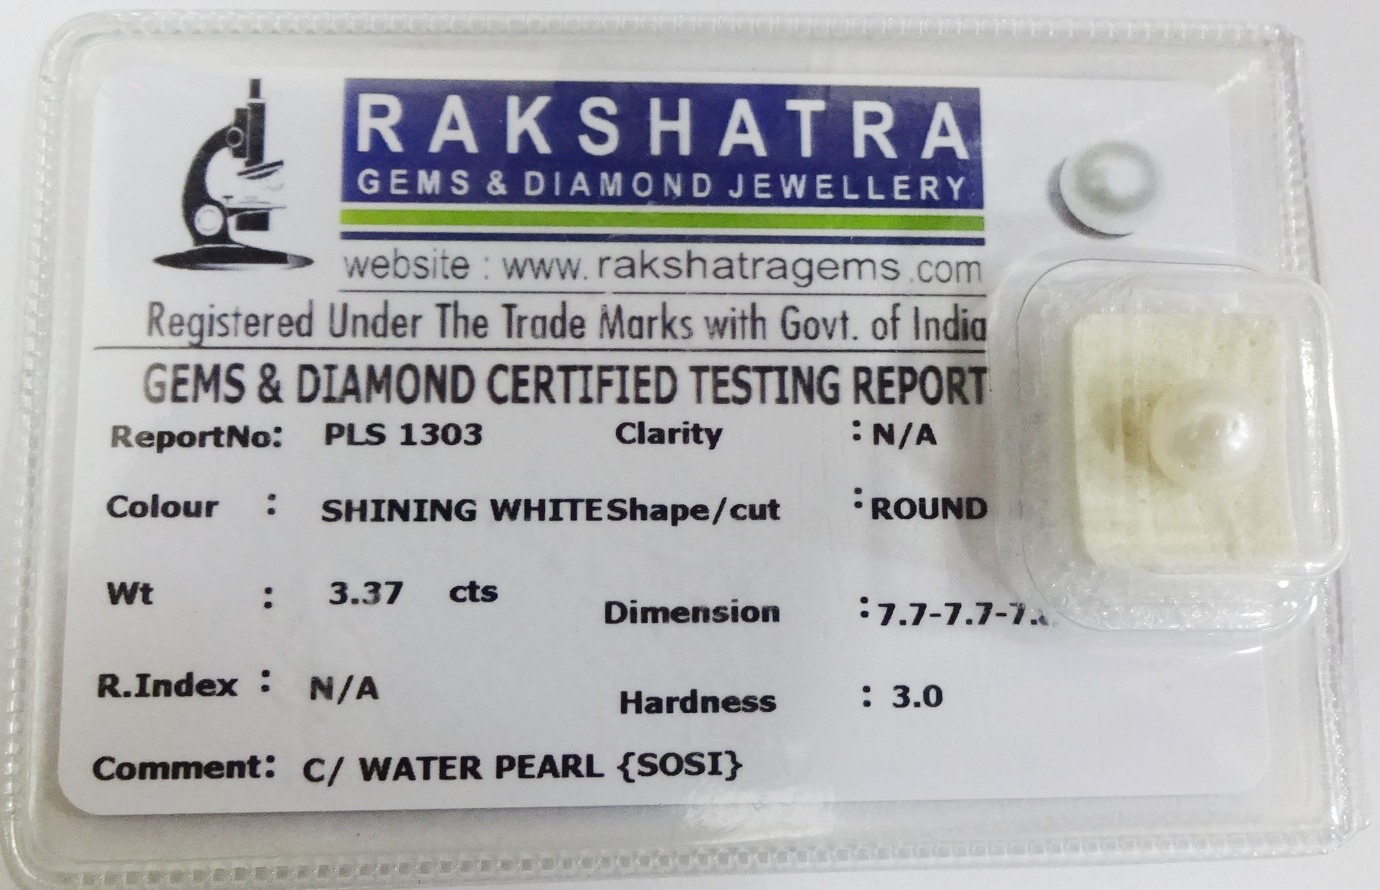 RAKSHATRA
GEMS & DIAMOND JEWELLERY
website : www.rakshatragems.com
Registered Under The Trade Marks with Govt. of India
GEMS & DIAMOND CERTIFIED TESTING REPORT
ReportNo: PLS 1303 Clarity : N/A
Colour : SHINING WHITE Shape/cut : ROUND
Wt : 3.37 cts Dimension : 7.7-7.7-
R.Index : N/A Hardness : 3.0
Comment: C/ WATER PEARL {SOSI}